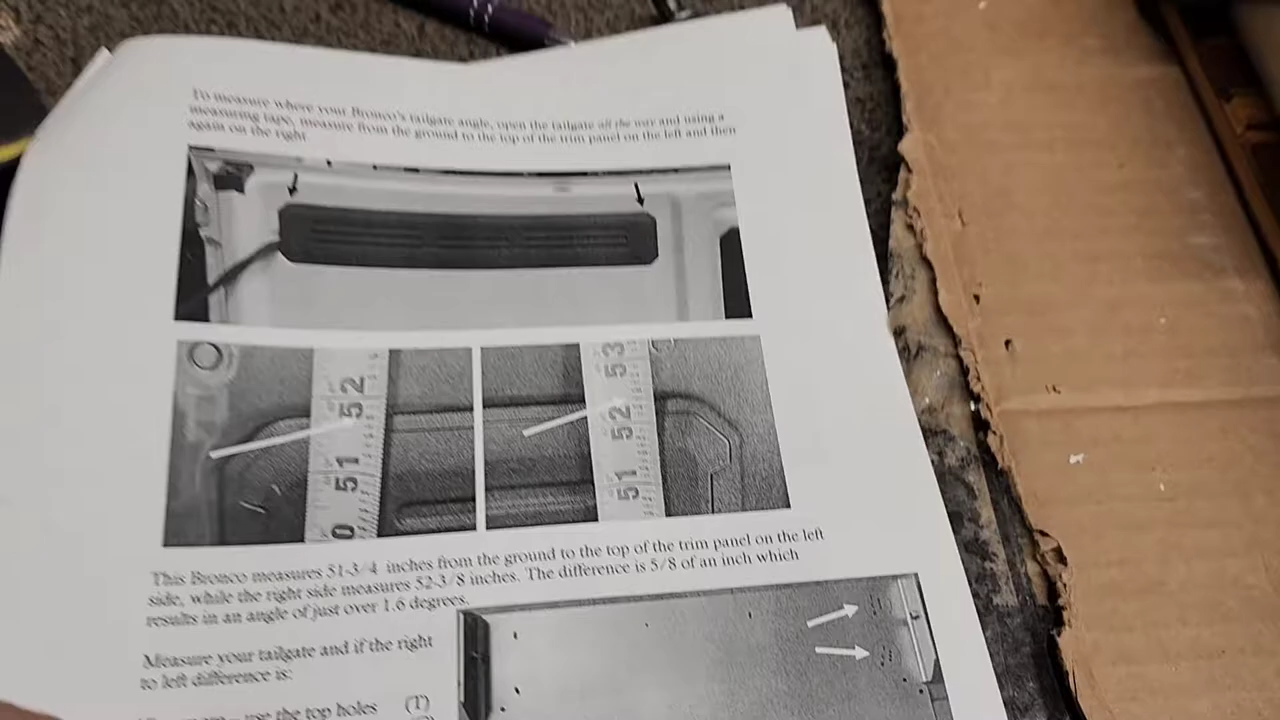 To measure where your Bronco's tailgate angle, open the tailgate all the way and using a
measuring tape, measure from the ground to the top of the trim panel on the left and then
again on the right
52
51
0
53
52
51
This Bronco measures 51-3/4 inches from the ground to the top of the trim panel on the left
side, while the right side measures 52-3/8 inches. The difference is 5/8 of an inch which
results in an angle of just over 1.6 degrees.
Measure your tailgate and if the right
to left difference is:
use the top holes (T)